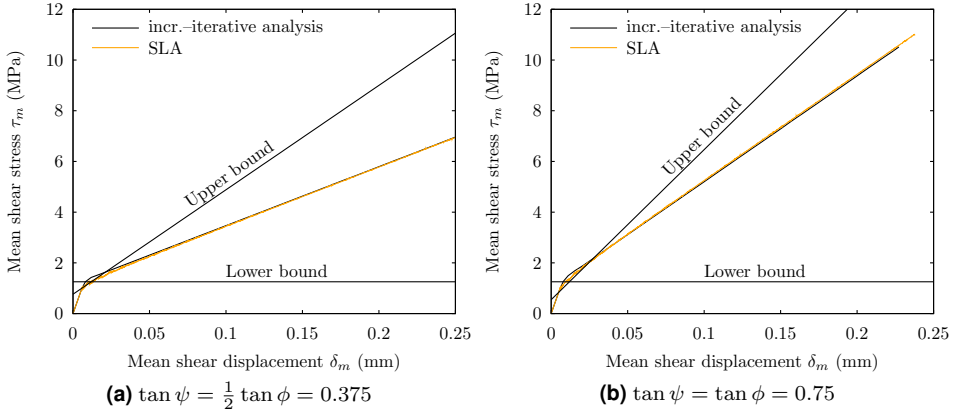 12
10
8
6
4
2
0
Mean shear stress τm (MPa)
incr.–iterative analysis
SLA
Upper bound
Lower bound
0 0.05 0.1 0.15 0.2 0.25
Mean shear displacement δm (mm)
(a) tan ψ = 1/2 tan ϕ = 0.375
12
10
8
6
4
2
0
Mean shear stress τm (MPa)
incr.–iterative analysis
SLA
Upper bound
Lower bound
0 0.05 0.1 0.15 0.2 0.25
Mean shear displacement δm (mm)
(b) tan ψ = tan ϕ = 0.75